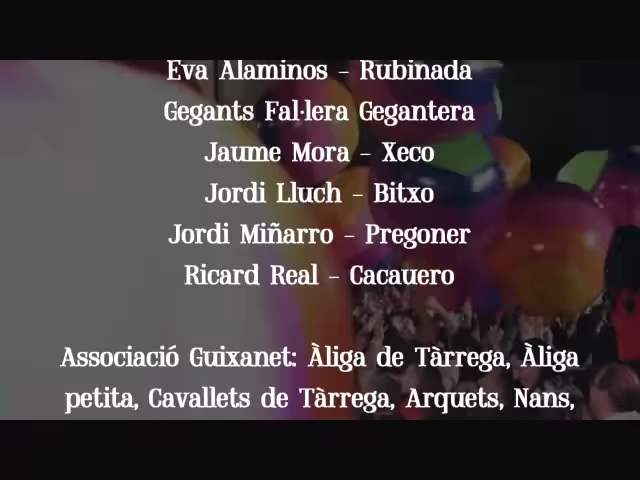 Eva Alaminos – Rubinada
Gegants Fal·lera Gegantera
Jaume Mora – Xeco
Jordi Lluch – Bitxo
Jordi Miñarro – Pregoner
Ricard Real – Cacauero
Associació Guixanet: Àliga de Tàrrega, Àliga
petita, Cavallets de Tàrrega, Arquets, Nans,